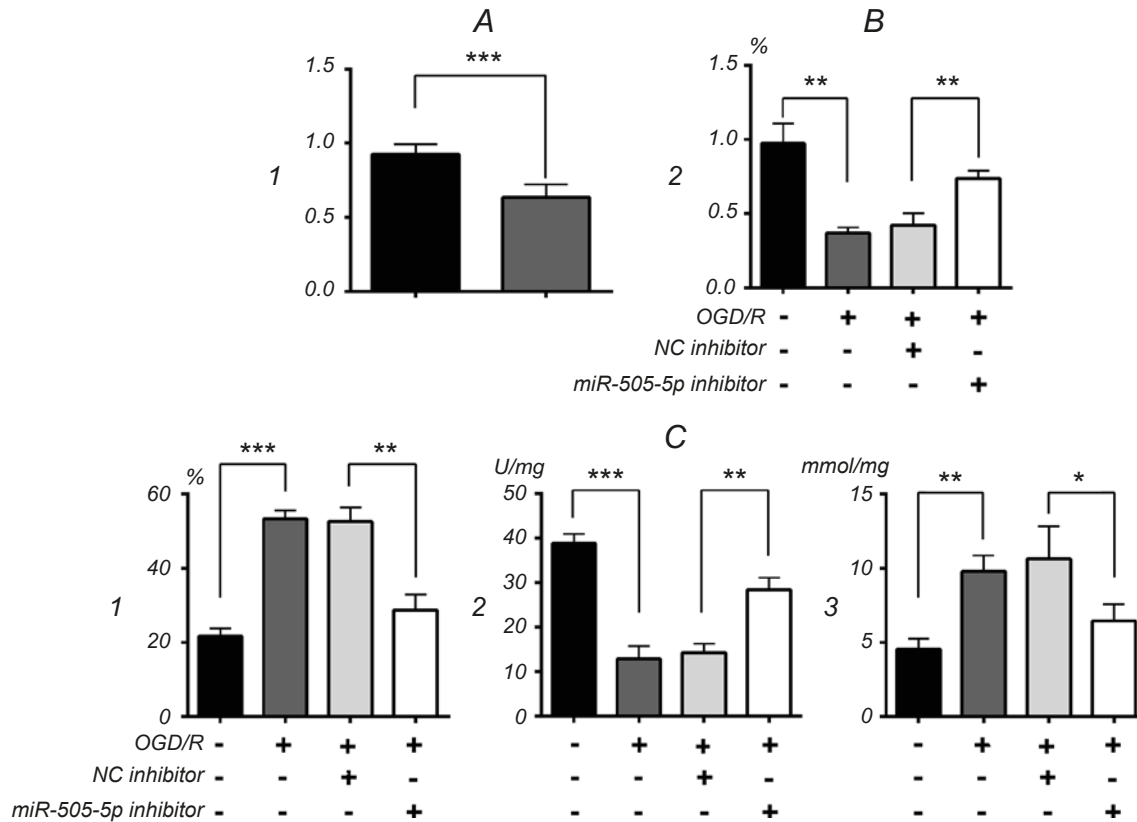 A
B
1
1.5
1.0
0.5
0.0
***
2
%
1.5
1.0
0.5
0.0
** **
OGD/R - + + +
NC inhibitor - - + -
miR-505-5p inhibitor - - - +
C
1
%
60
40
20
0
*** **
OGD/R - + + +
NC inhibitor - - + -
miR-505-5p inhibitor - - - +
2
U/mg
50
40
30
20
10
0
*** **
- + + +
- - + -
- - - +
3
mmol/mg
15
10
5
0
** *
- + + +
- - + -
- - - +